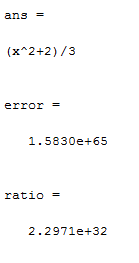 ans =
(x^2+2)/3
error =
1.5830e+65
ratio =
2.2971e+32